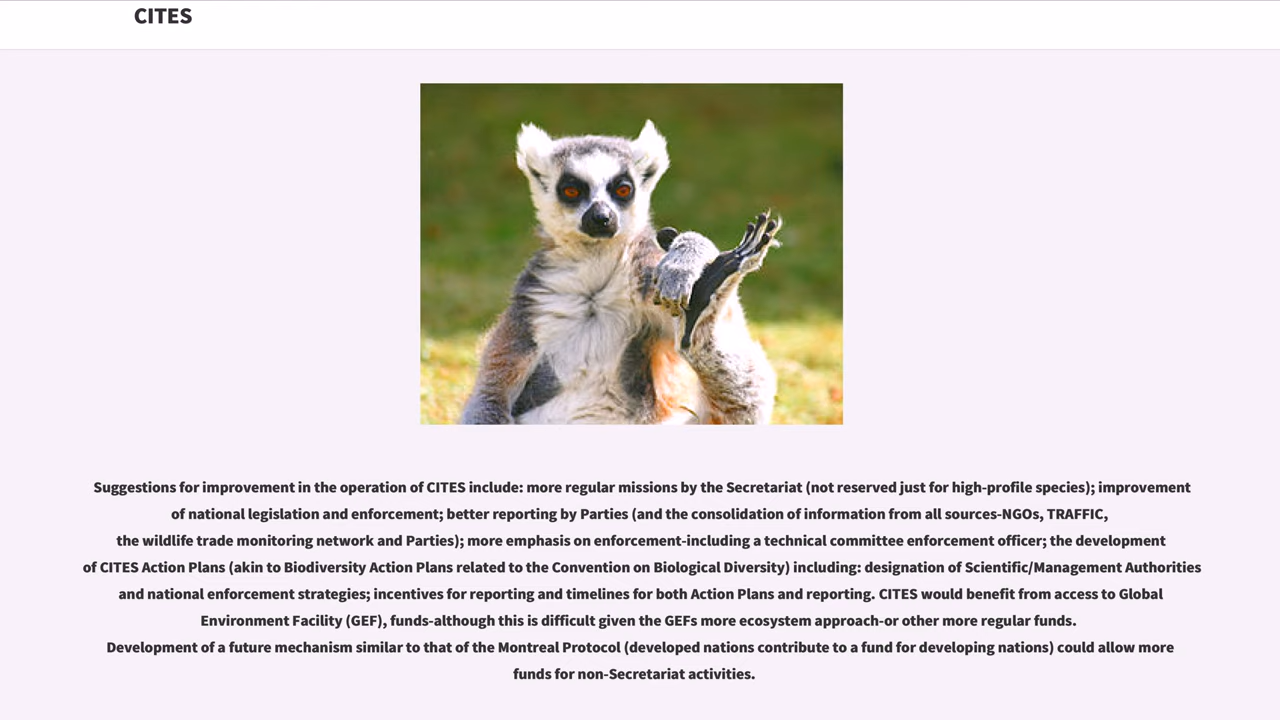 CITES
Suggestions for improvement in the operation of CITES include: more regular missions by the Secretariat (not reserved just for high-profile species); improvement
of national legislation and enforcement; better reporting by Parties (and the consolidation of information from all sources-NGOs, TRAFFIC,
the wildlife trade monitoring network and Parties); more emphasis on enforcement-including a technical committee enforcement officer; the development
of CITES Action Plans (akin to Biodiversity Action Plans related to the Convention on Biological Diversity) including: designation of Scientific/Management Authorities
and national enforcement strategies; incentives for reporting and timelines for both Action Plans and reporting. CITES would benefit from access to Global
Environment Facility (GEF), funds-although this is difficult given the GEFs more ecosystem approach-or other more regular funds.
Development of a future mechanism similar to that of the Montreal Protocol (developed nations contribute to a fund for developing nations) could allow more
funds for non-Secretariat activities.